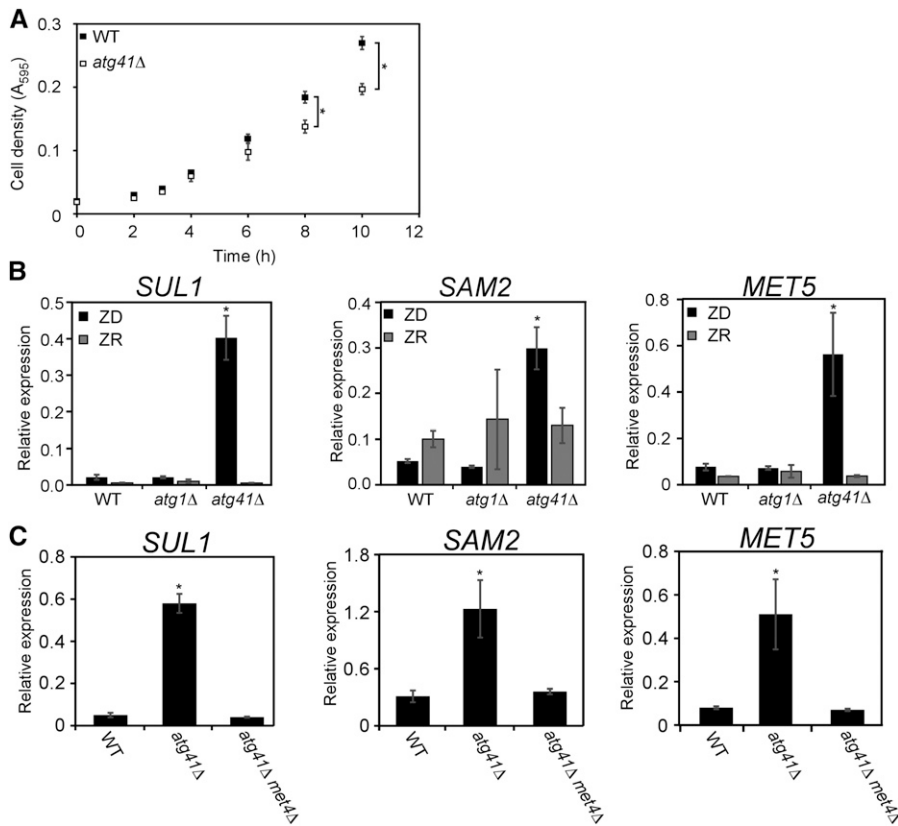 A
0.3
WT
atg41Δ
0.2
0.1
0
Cell density (A595)
0 2 4 6 8 10 12
Time (h)
*
*
B
SUL1
ZD
ZR
0.5
0.4
0.3
0.2
0.1
0.0
Relative expression
*
WT atg1Δ atg41Δ
SAM2
ZD
ZR
0.4
0.3
0.2
0.1
0.0
Relative expression
*
WT atg1Δ atg41Δ
MET5
ZD
ZR
0.8
0.6
0.4
0.2
0
Relative expression
*
WT atg1Δ atg41Δ
C
SUL1
0.8
0.6
0.4
0.2
0
Relative expression
*
WT
atg41Δ
atg41Δ met4Δ
SAM2
1.8
1.2
0.6
0
Relative expression
*
WT
atg41Δ
atg41Δ met4Δ
MET5
0.8
0.6
0.4
0.2
0
Relative expression
*
WT
atg41Δ
atg41Δ met4Δ